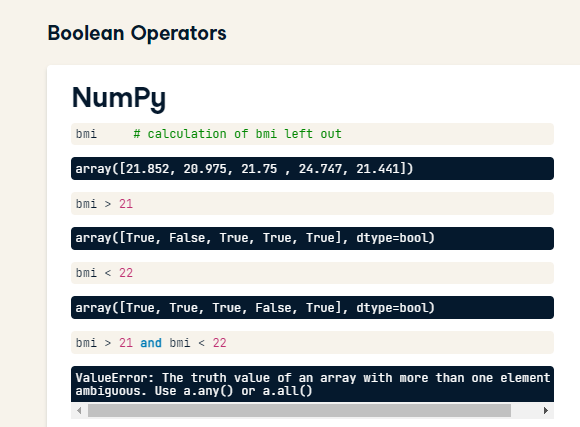 Boolean Operators
NumPy
bmi     # calculation of bmi left out
array([21.852, 20.975, 21.75 , 24.747, 21.441])
bmi > 21
array([True, False, True, True, True], dtype=bool)
bmi < 22
array([True, True, True, False, True], dtype=bool)
bmi > 21 and bmi < 22
ValueError: The truth value of an array with more than one element
ambiguous. Use a.any() or a.all()